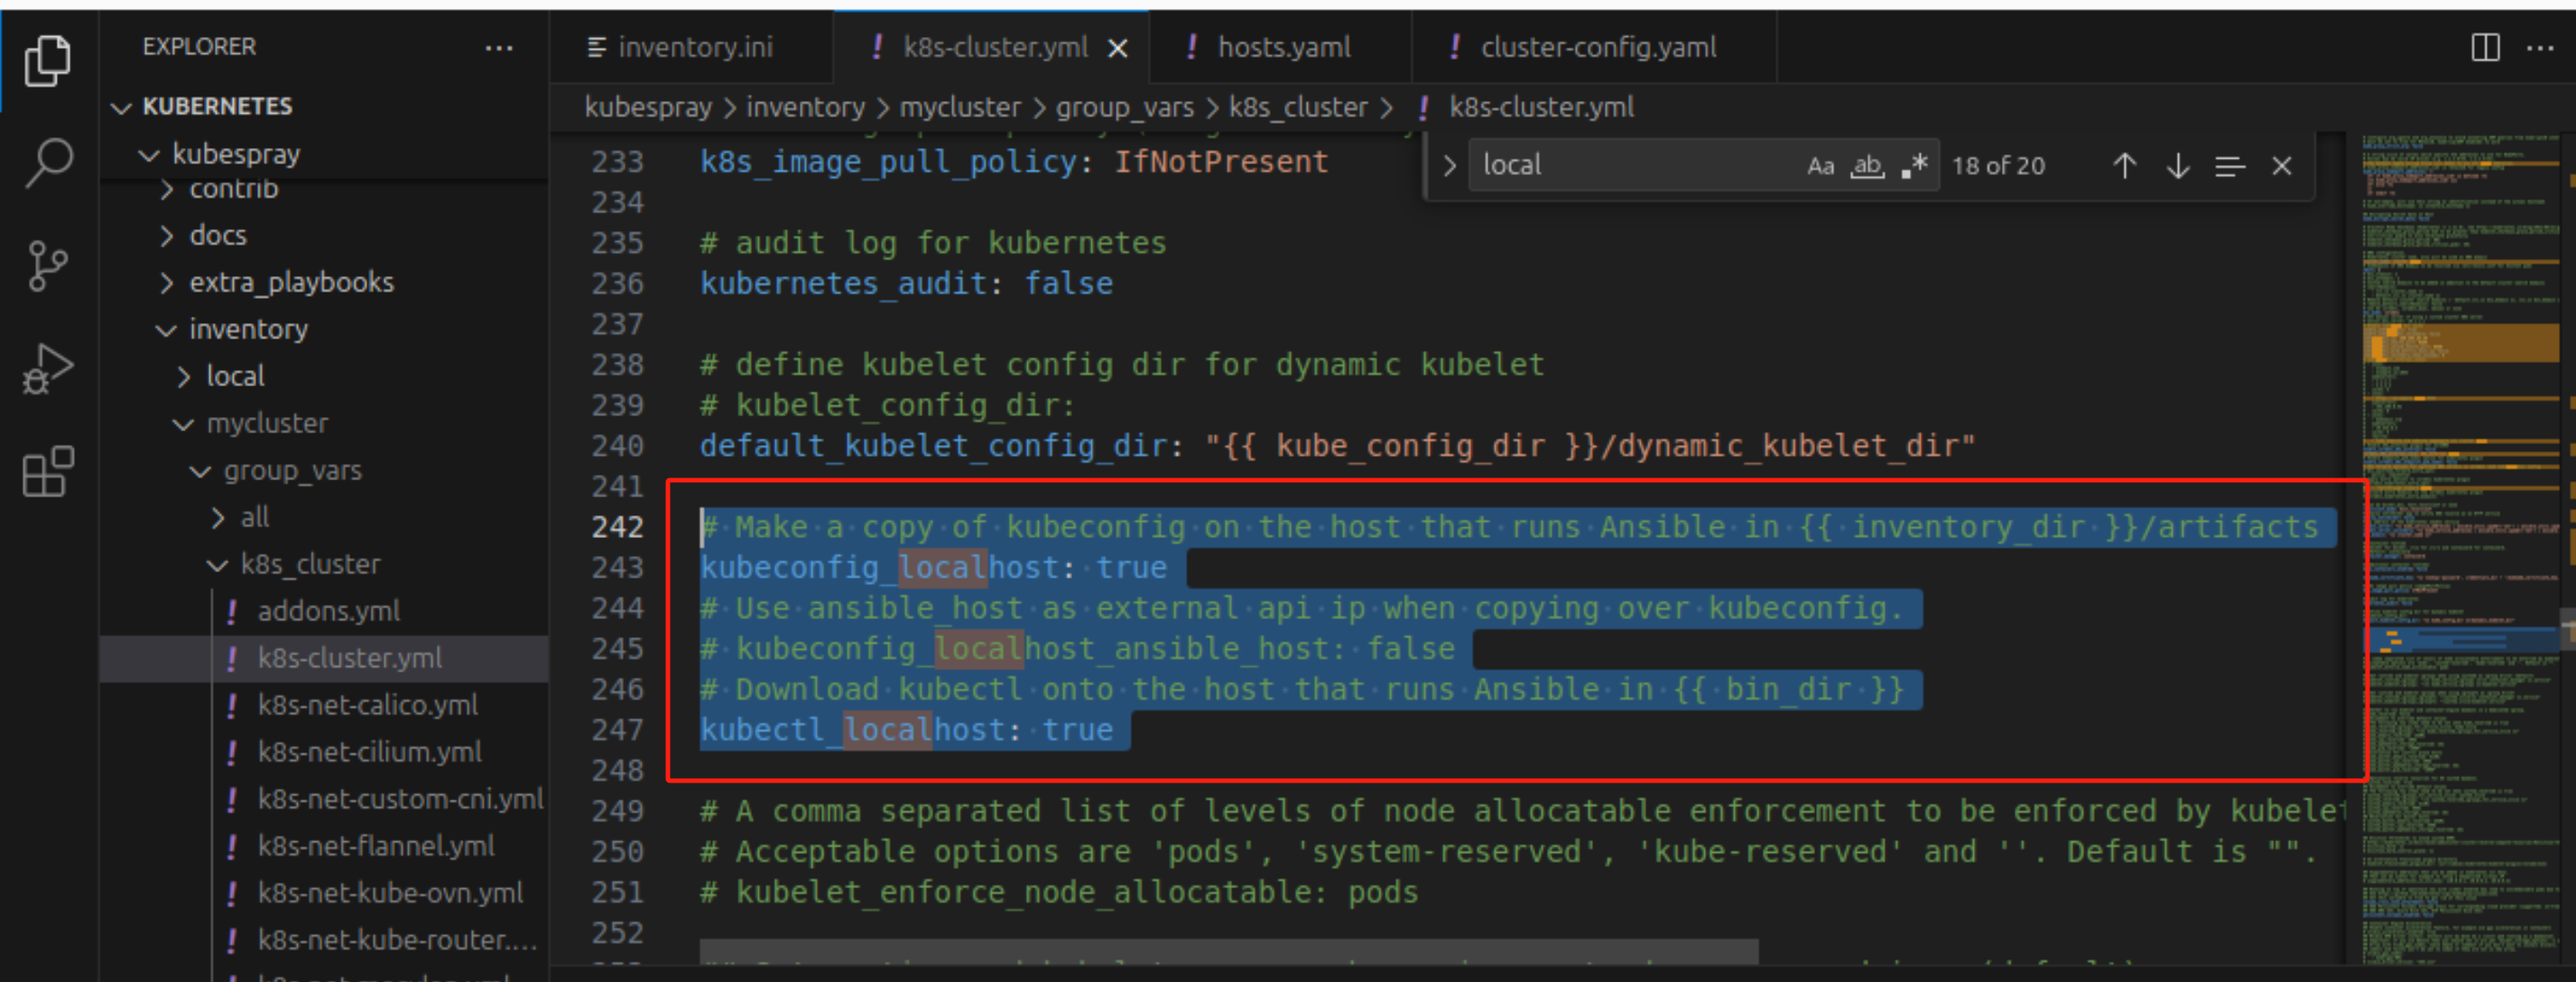 EXPLORER
KUBERNETES
kubespray
contrib
docs
extra_playbooks
inventory
local
mycluster
group_vars
all
k8s_cluster
addons.yml
k8s-cluster.yml
k8s-net-calico.yml
k8s-net-cilium.yml
k8s-net-custom-cni.yml
k8s-net-flannel.yml
k8s-net-kube-ovn.yml
k8s-net-kube-router....
inventory.ini
k8s-cluster.yml
hosts.yaml
cluster-config.yaml
kubespray > inventory > mycluster > group_vars > k8s_cluster > ! k8s-cluster.yml
local Aa ab .* 18 of 20
233 k8s_image_pull_policy: IfNotPresent
234
235 # audit log for kubernetes
236 kubernetes_audit: false
237
238 # define kubelet config dir for dynamic kubelet
239 # kubelet_config_dir:
240 default_kubelet_config_dir: "{{ kube_config_dir }}/dynamic_kubelet_dir"
241
242 # Make a copy of kubeconfig on the host that runs Ansible in {{ inventory_dir }}/artifacts
243 kubeconfig_localhost: true
244 # Use ansible_host as external api ip when copying over kubeconfig.
245 # kubeconfig_localhost_ansible_host: false
246 # Download kubectl onto the host that runs Ansible in {{ bin_dir }}
247 kubectl_localhost: true
248
249 # A comma separated list of levels of node allocatable enforcement to be enforced by kubelet
250 # Acceptable options are 'pods', 'system-reserved', 'kube-reserved' and ''. Default is "".
251 # kubelet_enforce_node_allocatable: pods
252